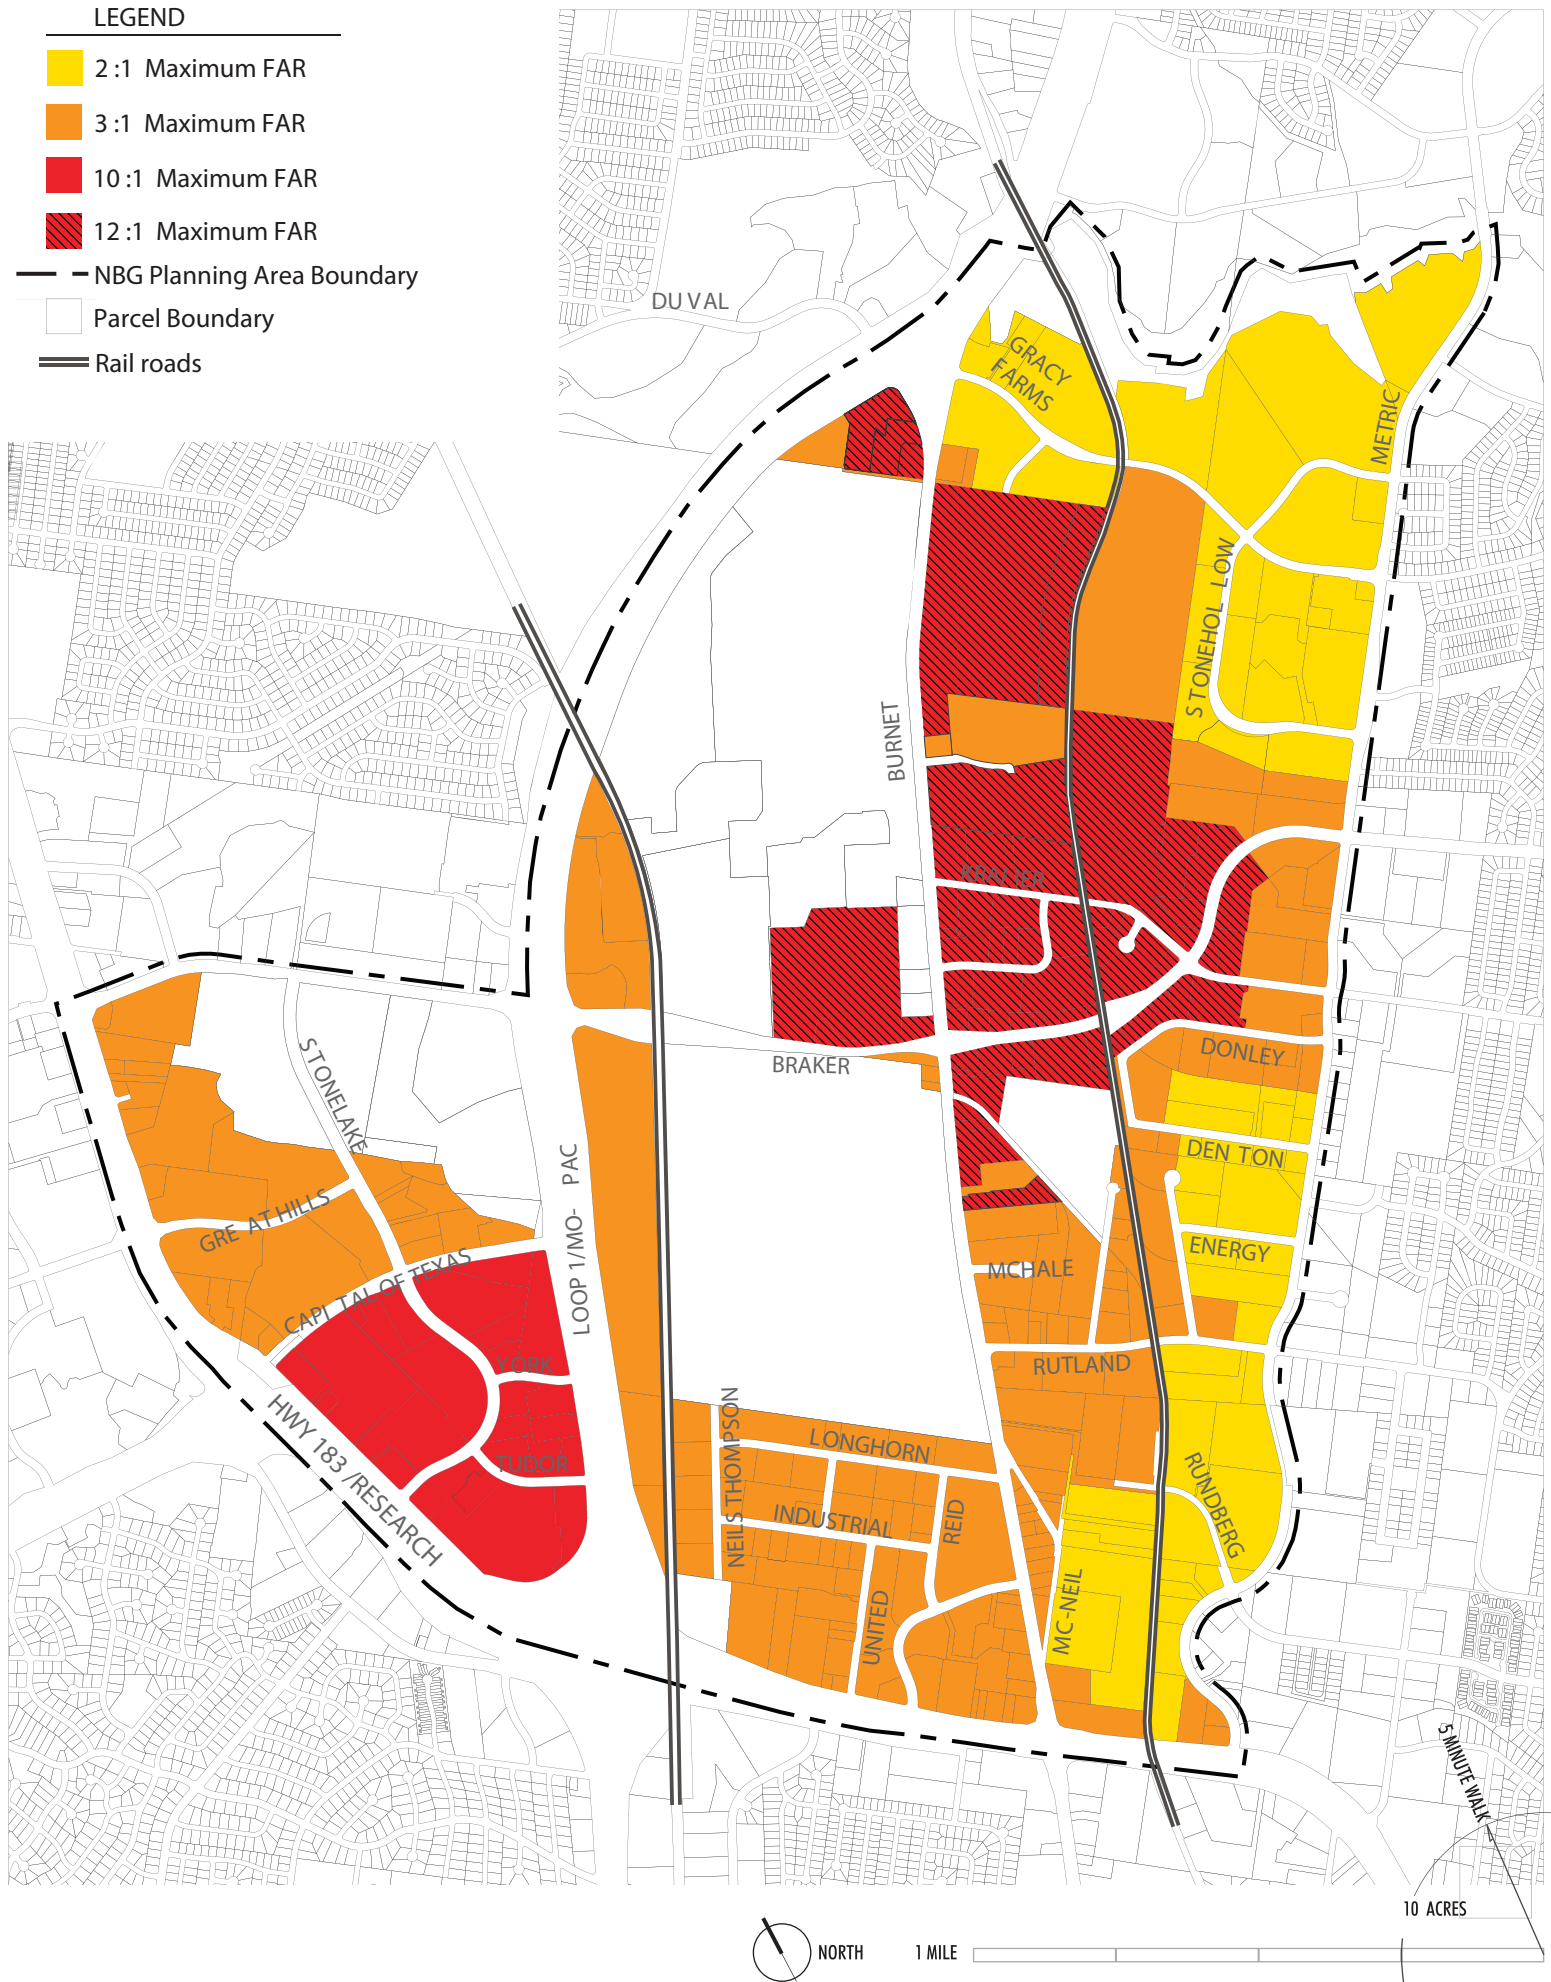 LEGEND
2 :1 Maximum FAR
3 :1 Maximum FAR
10 :1 Maximum FAR
12 :1 Maximum FAR
NBG Planning Area Boundary
Parcel Boundary
Rail roads
DU VAL
GRACY
FARMS
METRIC
S TONEHOL LOW
BURNET
KRAMER
BRAKER
DONLEY
S TONELAKE
DEN TON
LOOP 1/MO- PAC
GRE AT HILLS
ENERGY
CAPI TAL OF TEXAS
MCHALE
YORK
RUTLAND
HWY 183 /RESEARCH
TUDOR
NEILS THOMPSON
LONGHORN
INDUSTRIAL
REID
RUNDBERG
UNITED
MC-NEIL
5 MINUTE WALK
10 ACRES
NORTH
1 MILE